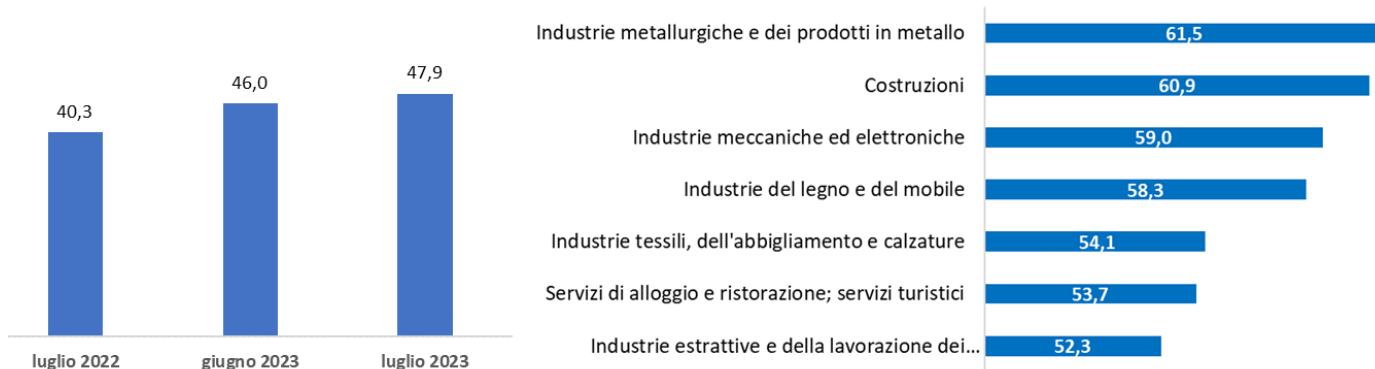 40,3
46,0
47,9
luglio 2022
giugno 2023
luglio 2023
Industrie metallurgiche e dei prodotti in metallo
61,5
Costruzioni
60,9
Industrie meccaniche ed elettroniche
59,0
Industrie del legno e del mobile
58,3
Industrie tessili, dell'abbigliamento e calzature
54,1
Servizi di alloggio e ristorazione; servizi turistici
53,7
Industrie estrattive e della lavorazione dei...
52,3